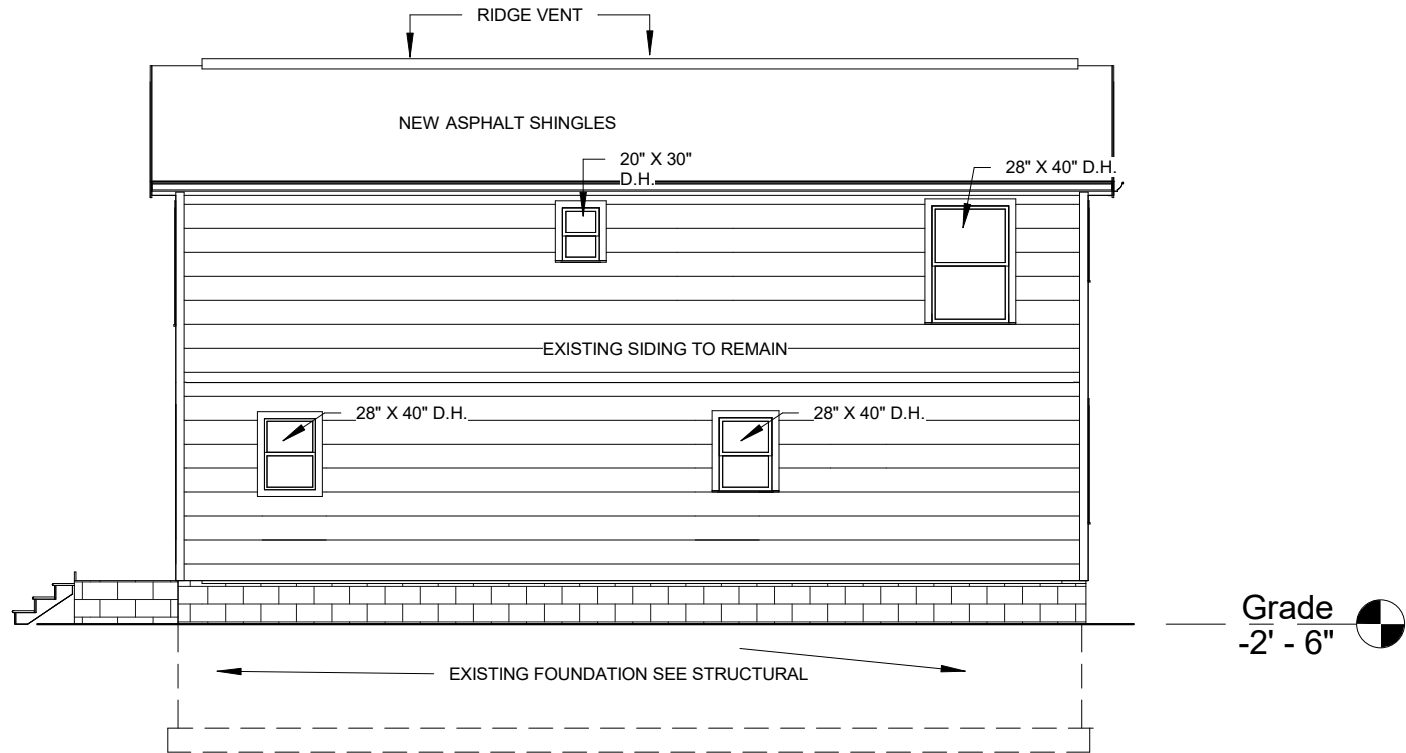 RIDGE VENT
NEW ASPHALT SHINGLES
20" X 30"
D.H.
28" X 40" D.H.
EXISTING SIDING TO REMAIN
28" X 40" D.H.
28" X 40" D.H.
Grade
-2' - 6"
EXISTING FOUNDATION SEE STRUCTURAL